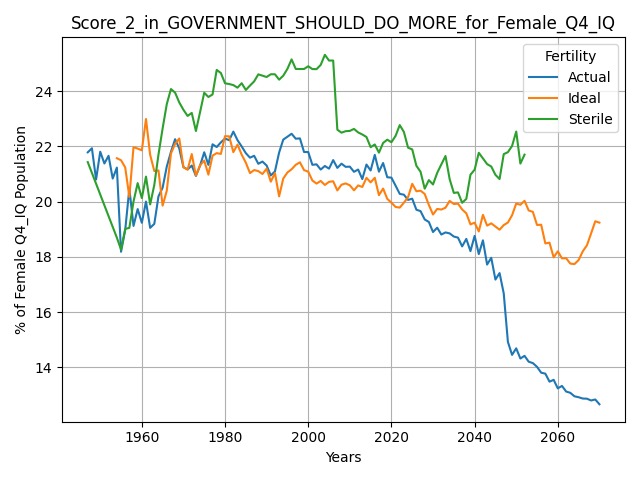 Score_2_in_GOVERNMENT_SHOULD_DO_MORE_for_Female_Q4_IQ
Fertility
Actual
Ideal
Sterile
% of Female Q4_IQ Population
24
22
20
18
16
14
1960
1980
2000
2020
2040
2060
Years